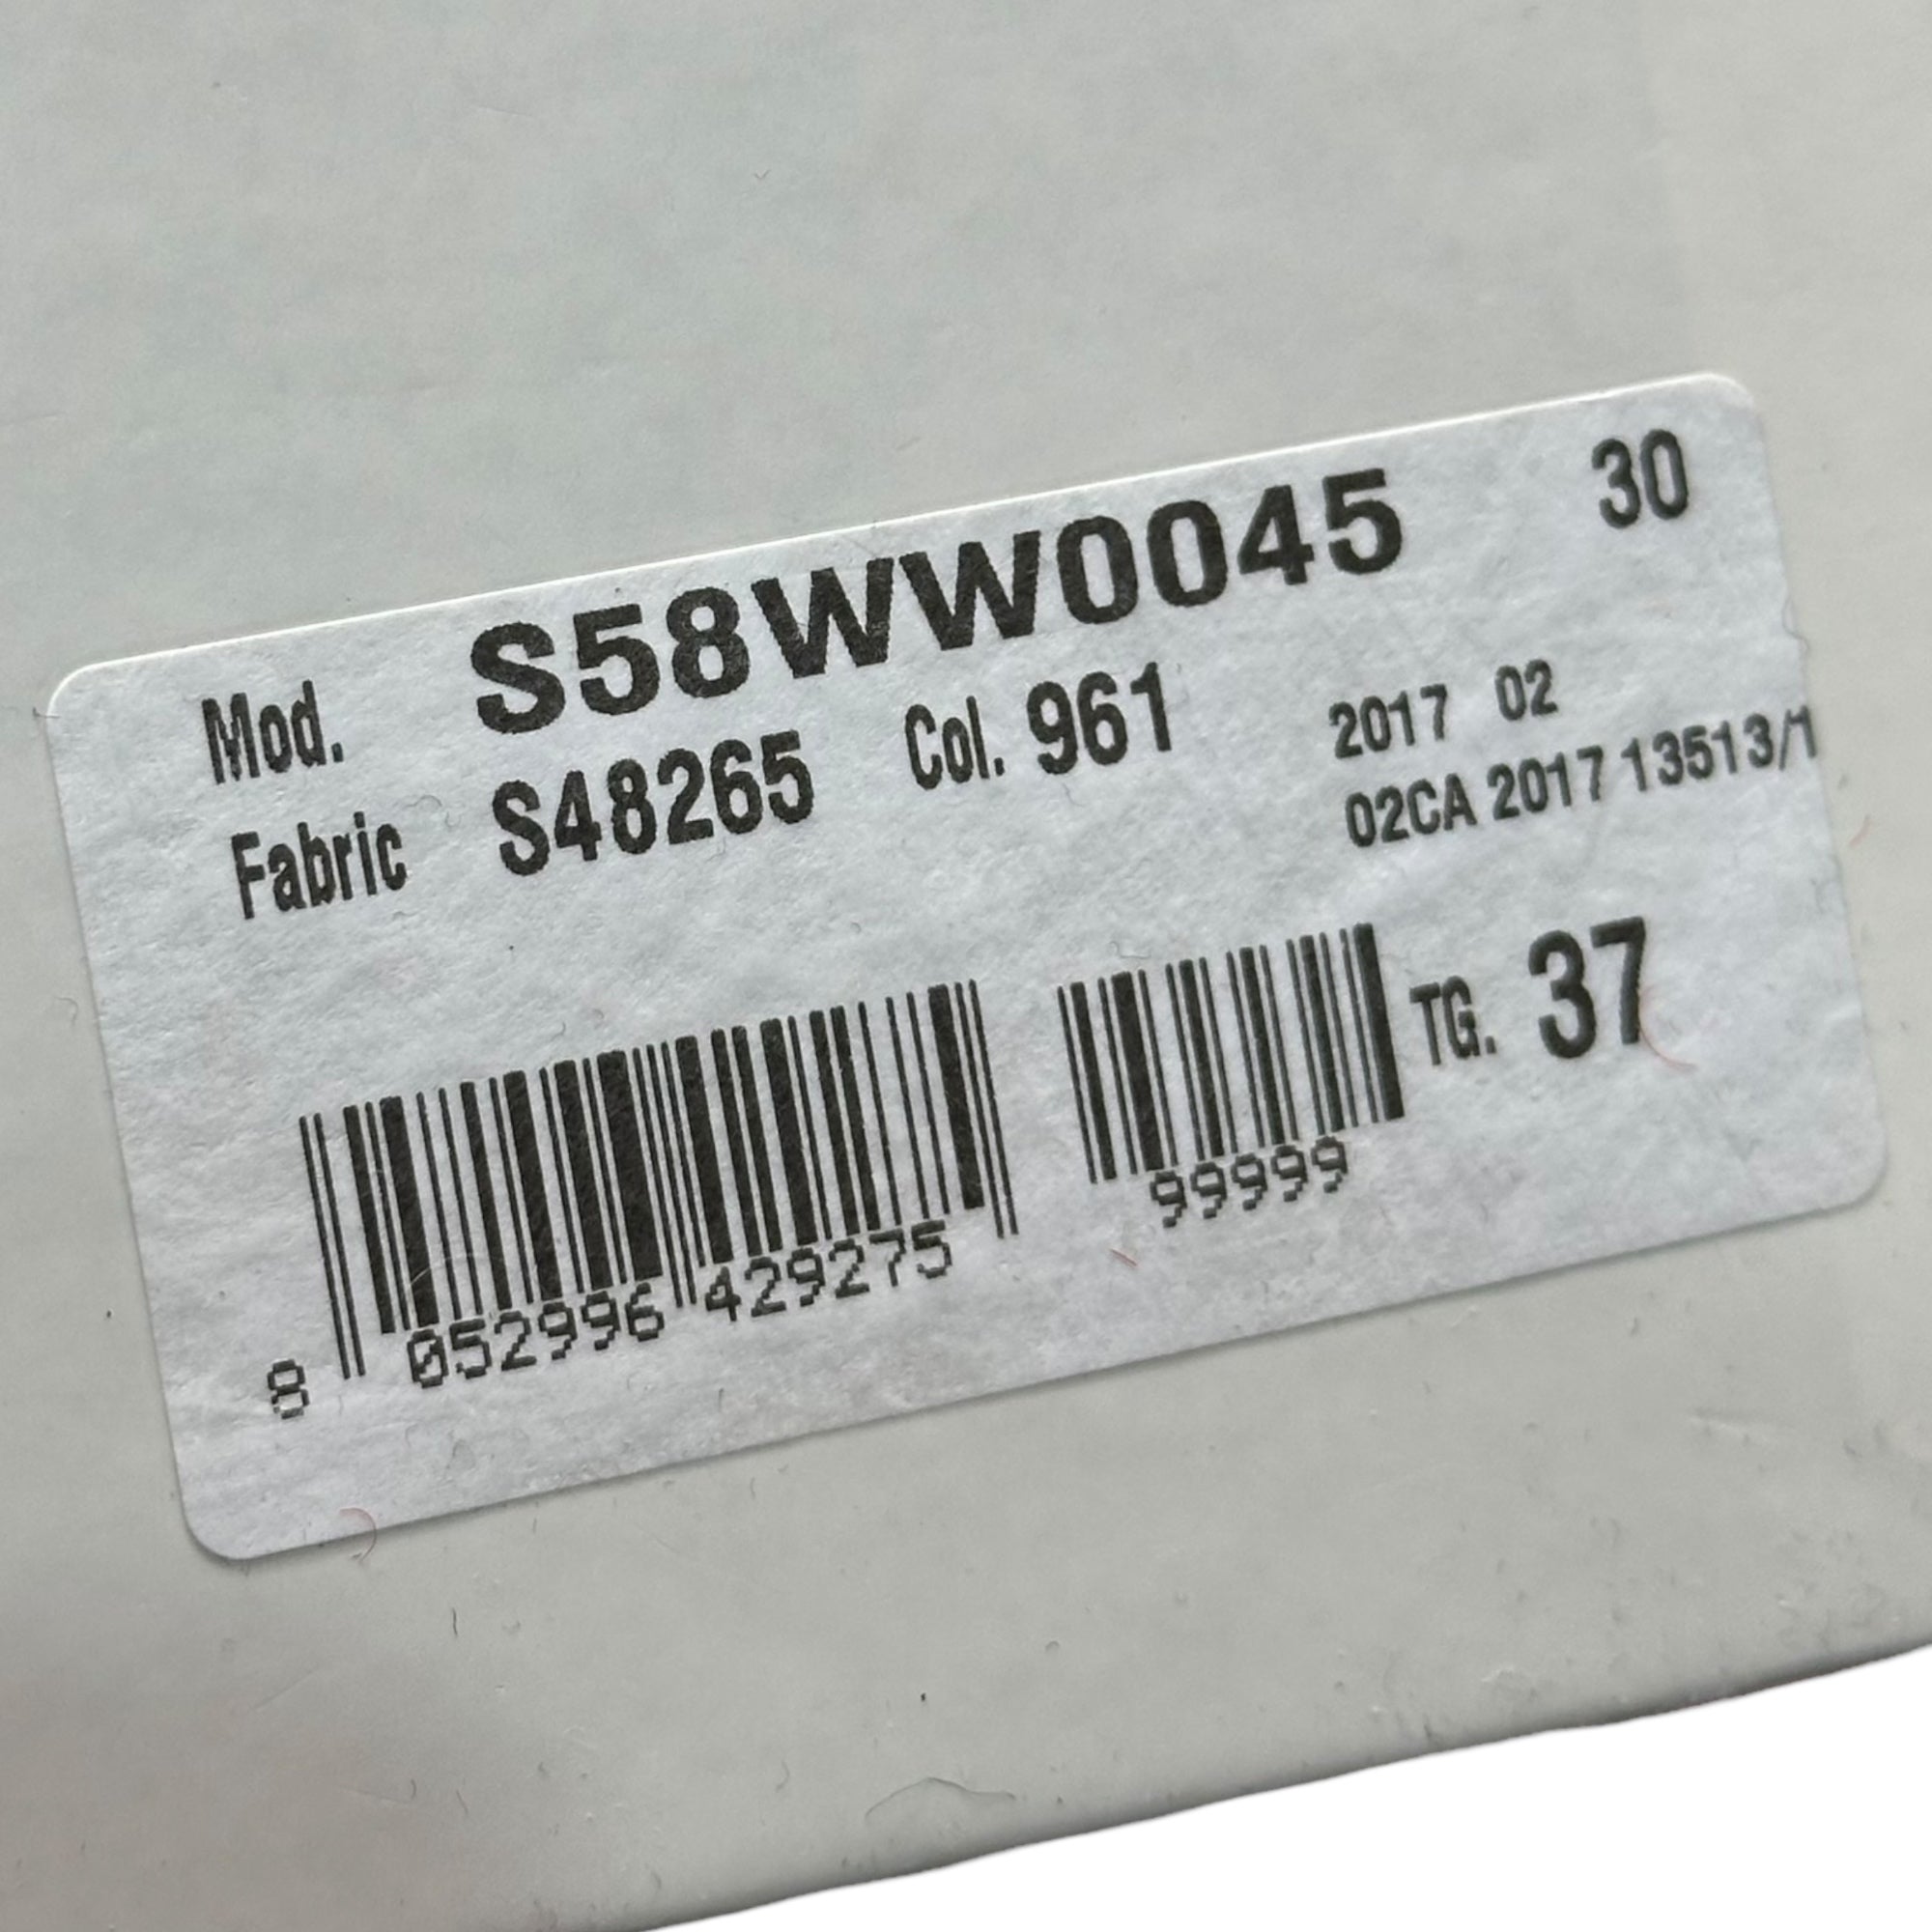 30
Mod. S58WW0045
Fabric S48265 Col. 961 2017 02
02CA 2017 13513/1
TG. 37
8 052996 429275 99999